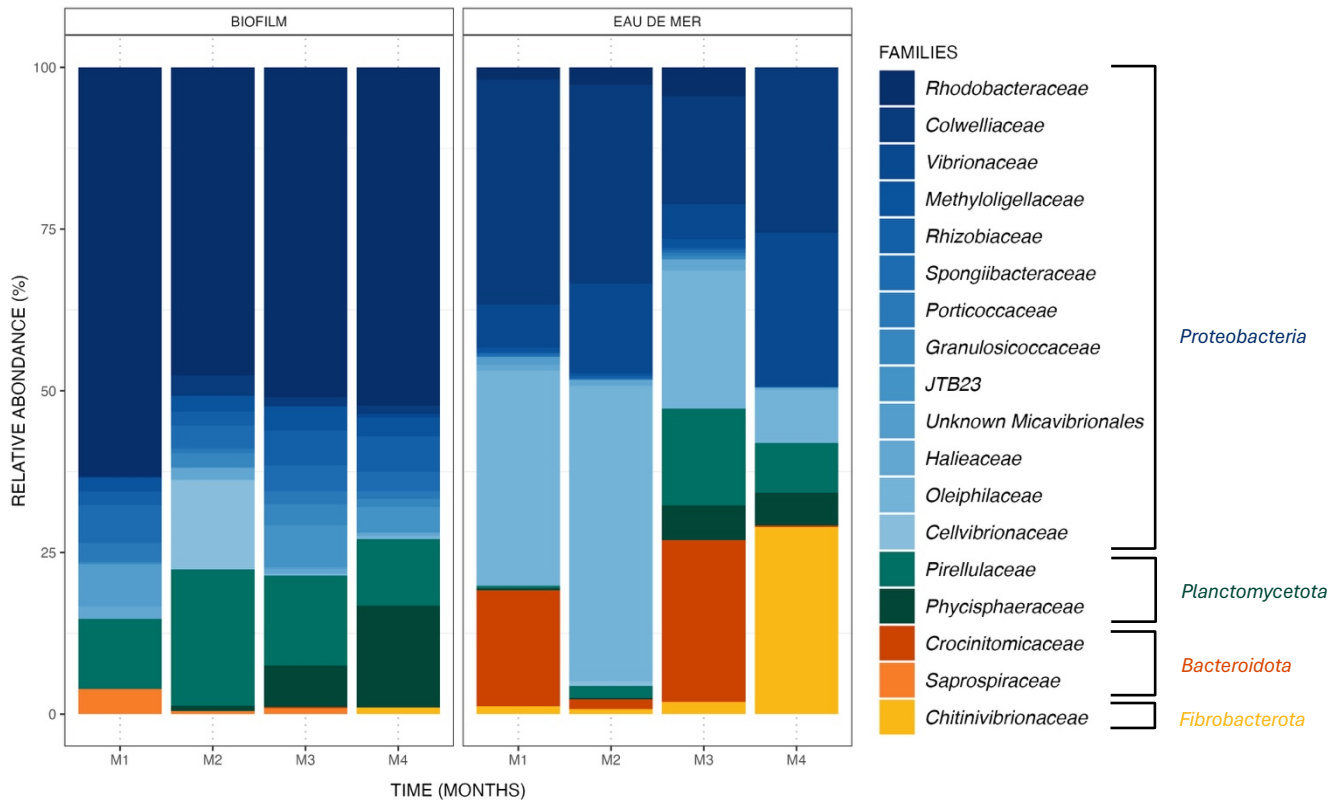 BIOFILM
EAU DE MER
RELATIVE ABONDANCE (%)
100
75
50
25
0
M1
M2
M3
M4
M1
M2
M3
M4
TIME (MONTHS)
FAMILIES
Rhodobacteraceae
Colwelliaceae
Vibrionaceae
Methyloligellaceae
Rhizobiaceae
Spongiibacteraceae
Porticoccaceae
Granulosicoccaceae
JTB23
Unknown Micavibrionales
Halieaceae
Oleiphilaceae
Cellvibrionaceae
Pirellulaceae
Phycisphaeraceae
Crocinitomicaceae
Saprospiraceae
Chitinivibrionaceae
Proteobacteria
Planctomycetota
Bacteroidota
Fibrobacterota